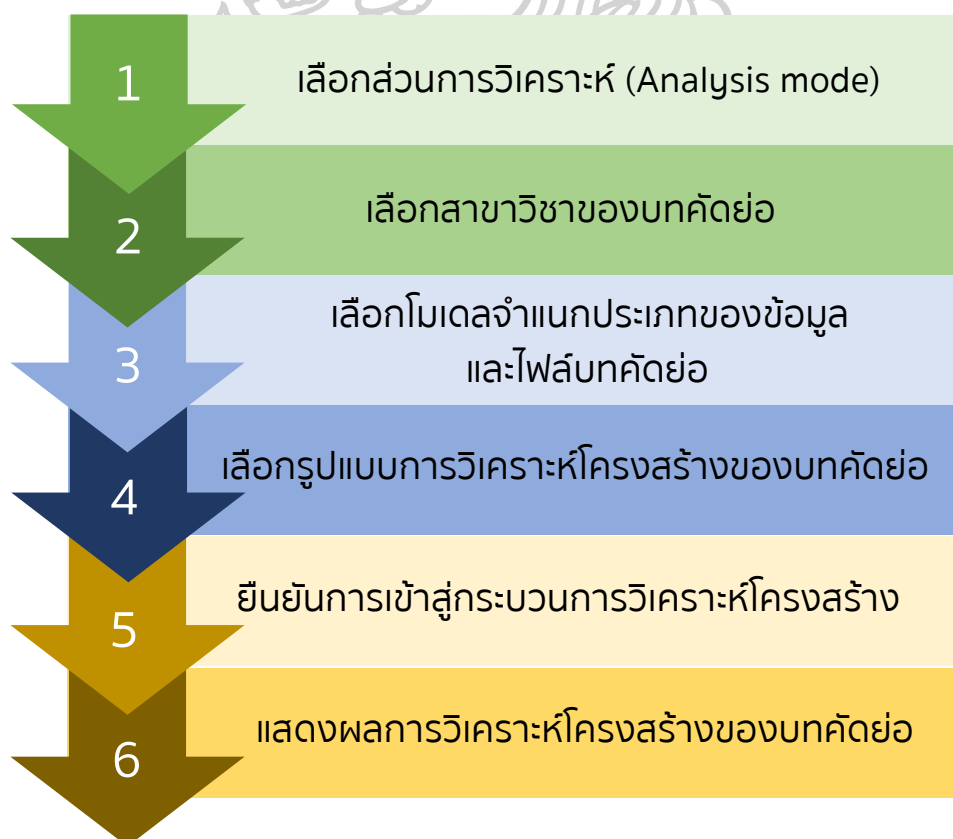 1
เลือกส่วนการวิเคราะห์ (Analysis mode)
2
เลือกสาขาวิชาของบทคัดย่อ
3
เลือกโมเดลจำแนกประเภทของข้อมูล
และไฟล์บทคัดย่อ
4
เลือกรูปแบบการวิเคราะห์โครงสร้างของบทคัดย่อ
5
ยืนยันการเข้าสู่กระบวนการวิเคราะห์โครงสร้าง
6
แสดงผลการวิเคราะห์โครงสร้างของบทคัดย่อ